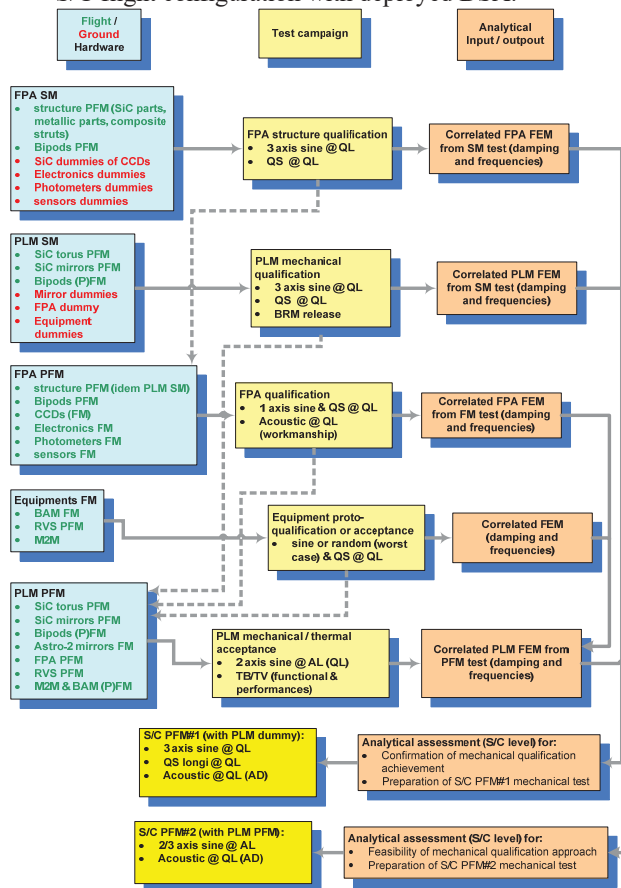 S/C flight configuration with deployed DSA.
Flight /
Ground
Hardware
Test campaign
Analytical
Input / outpout
FPA SM
• structure PFM (SiC parts,
metallic parts, composite
struts)
• Bipods PFM
• SiC dummies of CCDs
• Electronics dummies
• Photometers dummies
• sensors dummies
FPA structure qualification
• 3 axis sine @ QL
• QS @ QL
Correlated FPA FEM
from SM test (damping
and frequencies)
PLM SM
• SiC torus PFM
• SiC mirrors PFM
• Bipods (P)FM
• Mirror dummies
• FPA dummy
• Equipment
dummies
PLM mechanical
qualification
• 3 axis sine @ QL
• QS @ QL
• BRM release
Correlated PLM FEM
from SM test (damping
and frequencies)
FPA PFM
• structure PFM (idem PLM SM)
• Bipods PFM
• CCDs (FM)
• Electronics FM
• Photometers FM
• sensors FM
FPA qualification
• 1 axis sine & QS @ QL
• Acoustic @ QL
(workmanship)
Correlated FPA FEM
from FM test (damping
and frequencies)
Equipments FM
• BAM FM
• RVS PFM
• M2M
Equipment proto-
qualification or acceptance
• sine or random (worst
case) & QS @ QL
Correlated FEM
(damping and
frequencies)
PLM PFM
• SiC torus PFM
• SiC mirrors PFM
• Bipods (P)FM
• Astro-2 mirrors FM
• FPA PFM
• RVS PFM
• M2M & BAM (P)FM
PLM mechanical / thermal
acceptance
• 2 axis sine @ AL (QL)
• TB/TV (functional &
performances)
Correlated PLM FEM from
PFM test (damping and
frequencies)
S/C PFM#1 (with PLM dummy):
• 3 axis sine @ QL
• QS longi @ QL
• Acoustic @ QL (AD)
Analytical assessment (S/C level) for:
• Confirmation of mechanical qualification
achievement
• Preparation of S/C PFM#1 mechanical test
S/C PFM#2 (with PLM PFM):
• 2/3 axis sine @ AL
• Acoustic @ QL (AD)
Analytical assessment (S/C level) for:
• Feasibility of mechanical qualification approach
• Preparation of S/C PFM#2 mechanical test